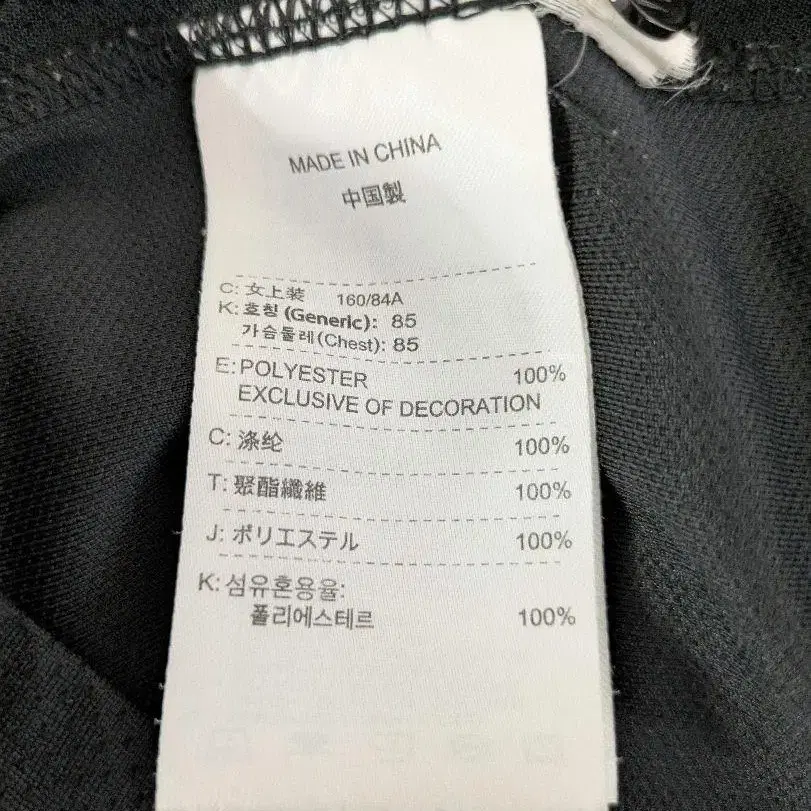 MADE IN CHINA
中国製
C: 女上装 160/84A
K: 호칭 (Generic): 85
가슴둘레(Chest): 85
E: POLYESTER 100%
EXCLUSIVE OF DECORATION
C: 涤纶 100%
T: 聚酯纖維 100%
J: ポリエステル 100%
K: 섬유혼용율:
폴리에스테르 100%